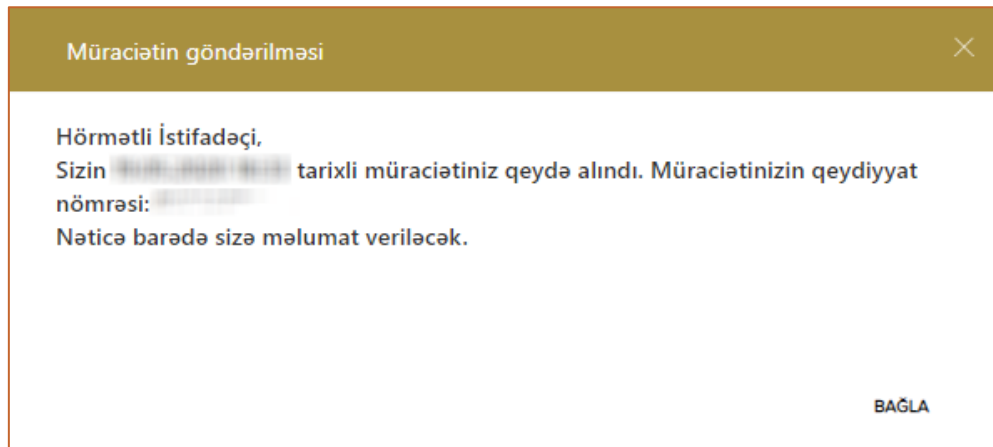 Müraciətin göndərilməsi
Hörmətli İstifadəçi,
Sizin tarixli müraciətiniz qeydə alındı. Müraciətinizin qeydiyyat
nömrəsi:
Nəticə barədə sizə məlumat veriləcək.
BAĞLA